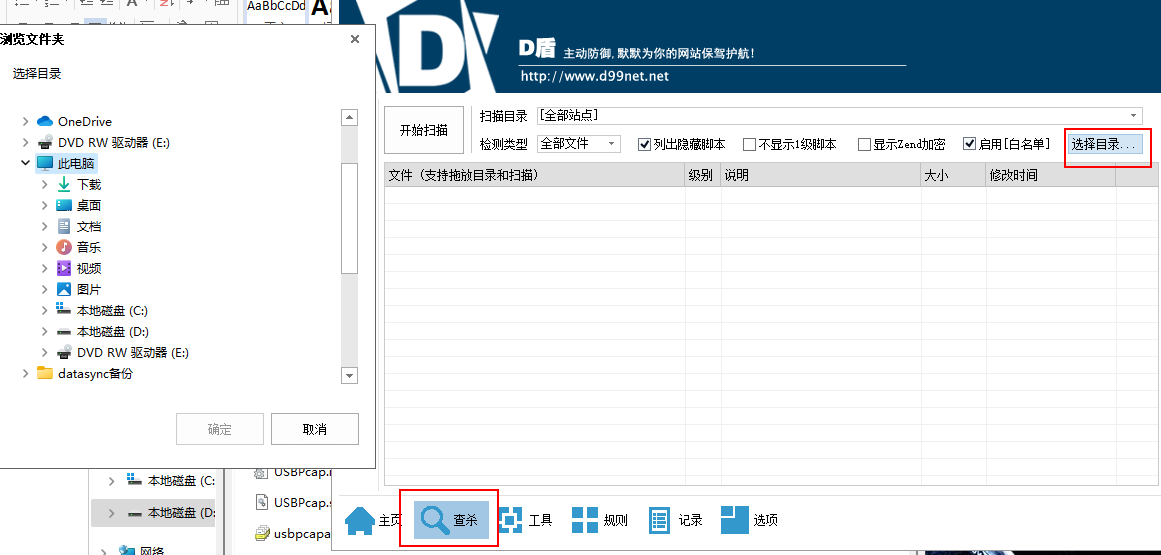 AaBbCcDd
浏览文件夹
选择目录
OneDrive
DVD RW 驱动器 (E:)
此电脑
下载
桌面
文档
音乐
视频
图片
本地磁盘 (C:)
本地磁盘 (D:)
DVD RW 驱动器 (E:)
datasync备份
确定
取消
D盾 主动防御,默默为你的网站保驾护航!
http://www.d99net.net
开始扫描
扫描目录 [全部站点]
检测类型 全部文件 列出隐藏脚本 不显示1级脚本 显示Zend加密 启用[白名单] 选择目录...
文件 (支持拖放目录和扫描) 级别 说明 大小 修改时间
本地磁盘 (C:
本地磁盘 (D:
网络
USBPcap.
USBPcap.s
usbpcapa
主页 查杀 工具 规则 记录 选项